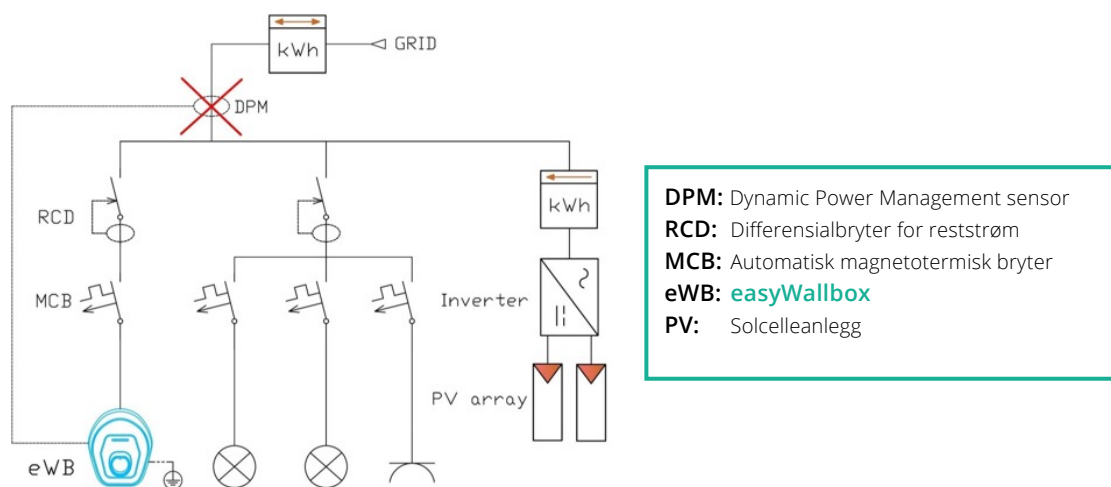 kWh
GRID
DPM
RCD
kWh
MCB
Inverter
PV array
eWB
DPM: Dynamic Power Management sensor
RCD: Differensialbryter for reststrøm
MCB: Automatisk magnetotermisk bryter
eWB: easyWallbox
PV: Solcelleanlegg